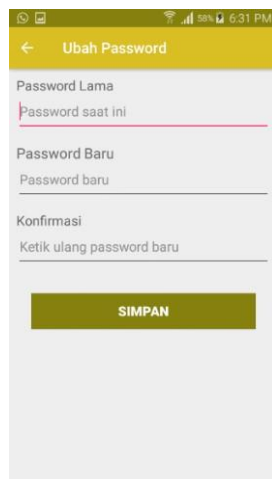 58% 6:31 PM
Ubah Password
Password Lama
Password saat ini
Password Baru
Password baru
Konfirmasi
Ketik ulang password baru
SIMPAN